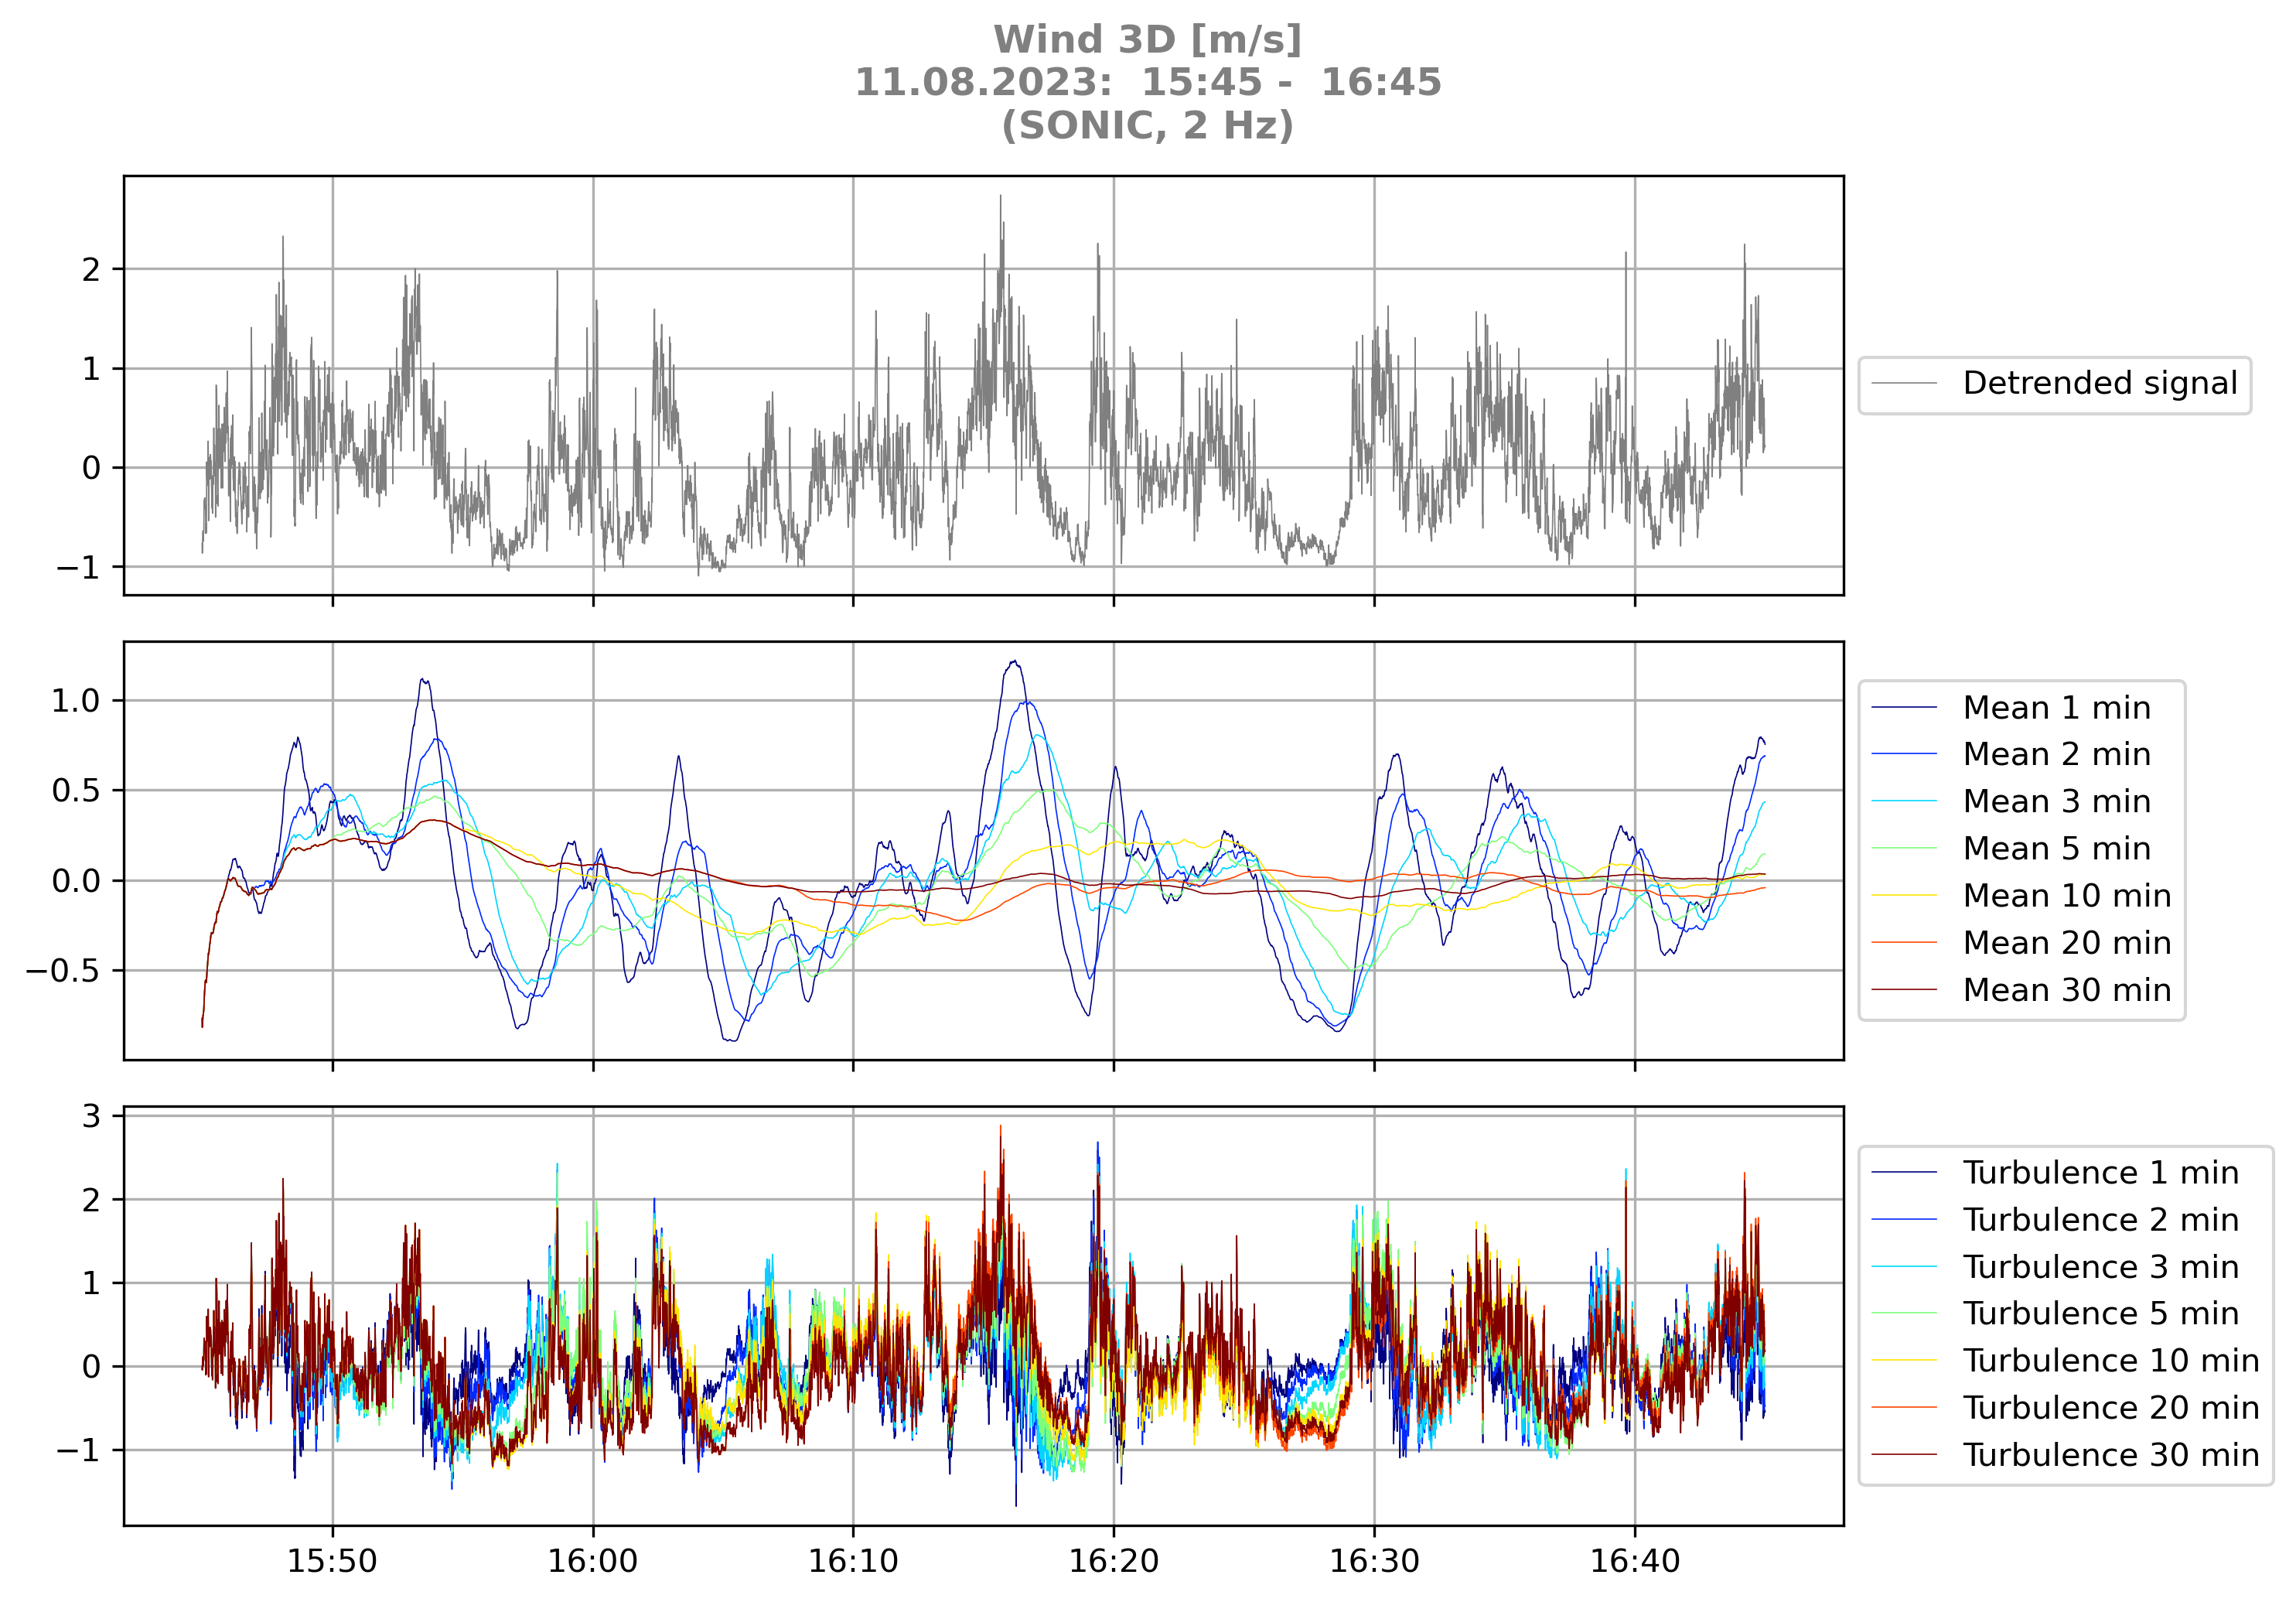 Wind 3D [m/s]
11.08.2023:  15:45 -  16:45
(SONIC, 2 Hz)
2
1
0
−1
Detrended signal
1.0
0.5
0.0
−0.5
Mean 1 min
Mean 2 min
Mean 3 min
Mean 5 min
Mean 10 min
Mean 20 min
Mean 30 min
3
2
1
0
−1
Turbulence 1 min
Turbulence 2 min
Turbulence 3 min
Turbulence 5 min
Turbulence 10 min
Turbulence 20 min
Turbulence 30 min
15:50 16:00 16:10 16:20 16:30 16:40